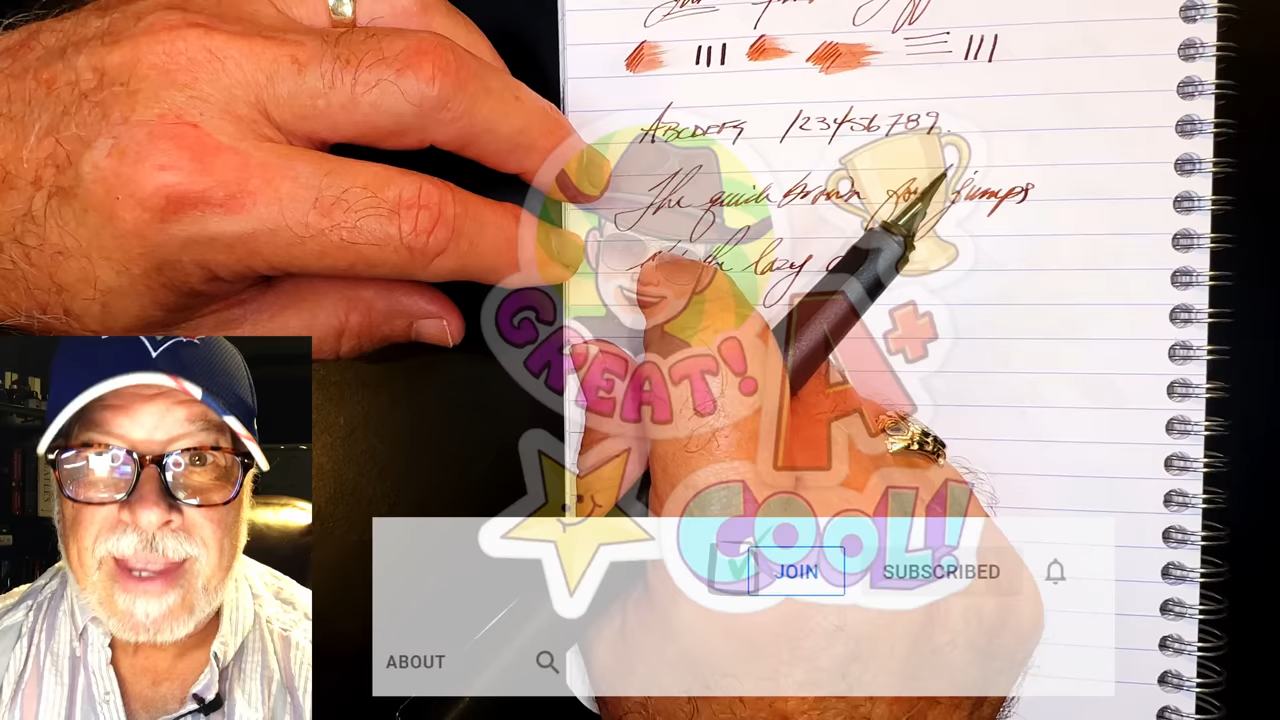 ABCDEFG 123456789.
The quick brown fox jumps
the lazy
GREAT!
A+
COOL!
JOIN SUBSCRIBED
ABOUT